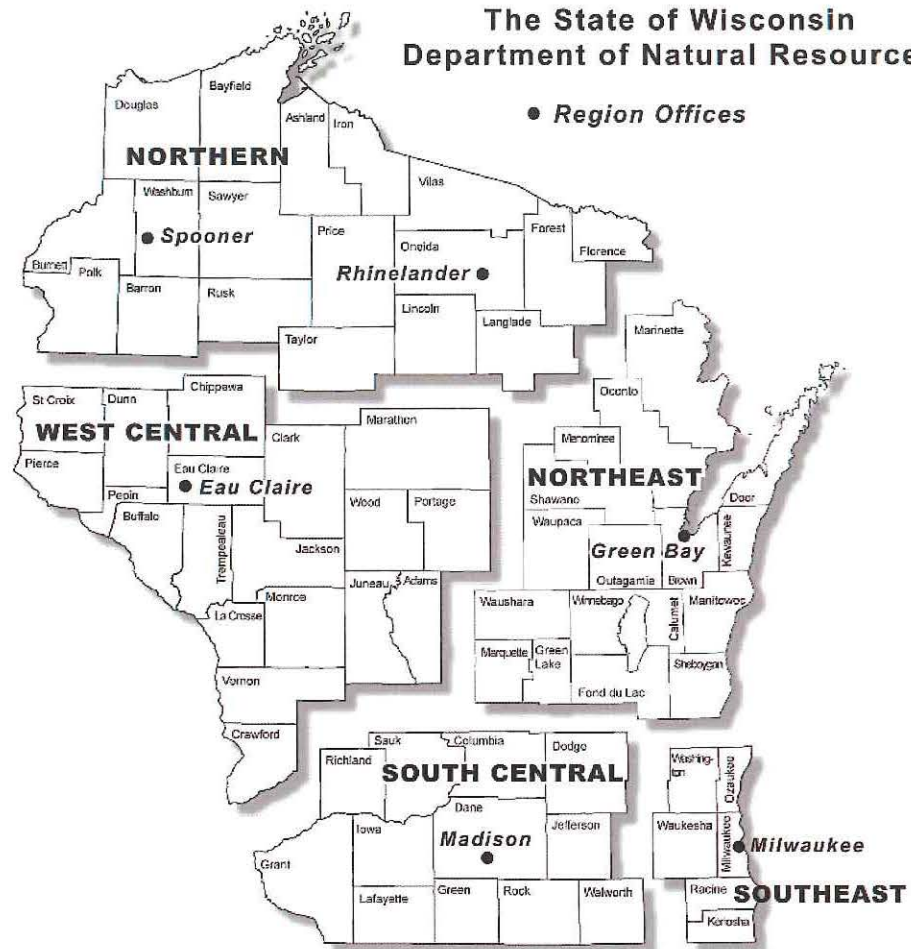 The State of Wisconsin
Department of Natural Resource
Region Offices
Bayfield
Douglas
Ashland
Iron
NORTHERN
Vilas
Washburn
Sawyer
Price
Forest
Spooner
Oneida
Florence
Rhinelander
Burnett
Polk
Barron
Rusk
Lincoln
Langlade
Taylor
Marinette
Chippewa
St Croix
Dunn
Oconto
Marathon
WEST CENTRAL
Clark
Menominee
Pierce
Eau Claire
Eau Claire
NORTHEAST
Pepin
Wood
Portage
Shawano
Door
Buffalo
Waupaca
Trempealeau
Jackson
Green Bay
Kewaunee
Juneau
Adams
Outagamie
Brown
Monroe
Waushara
Winnebago
Calumet
Manitowoc
La Crosse
Marquette
Green
Lake
Sheboygan
Vernon
Fond du Lac
Crawford
Sauk
Columbia
Dodge
Richland
SOUTH CENTRAL
Washing-
ton
Ozaukee
Dane
Iowa
Madison
Jefferson
Waukesha
Milwaukee
Milwaukee
Grant
Lafayette
Green
Rock
Walworth
Racine
SOUTHEAST
Kenosha